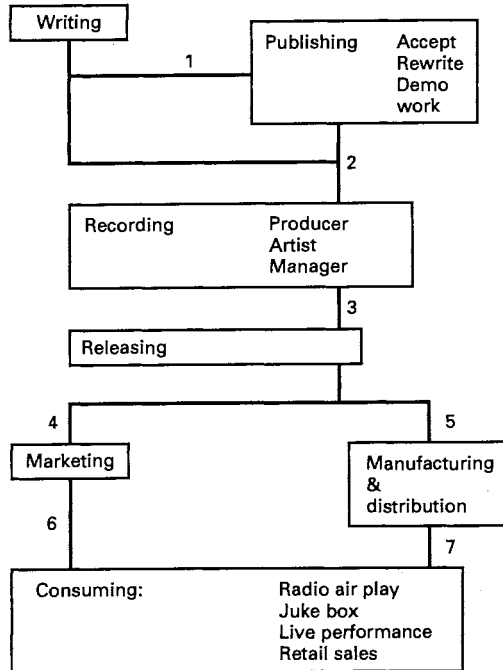 Writing
1
Publishing Accept
Rewrite
Demo
work
2
Recording Producer
Artist
Manager
3
Releasing
4 5
Marketing
Manufacturing
&
distribution
6
7
Consuming: Radio air play
Juke box
Live performance
Retail sales